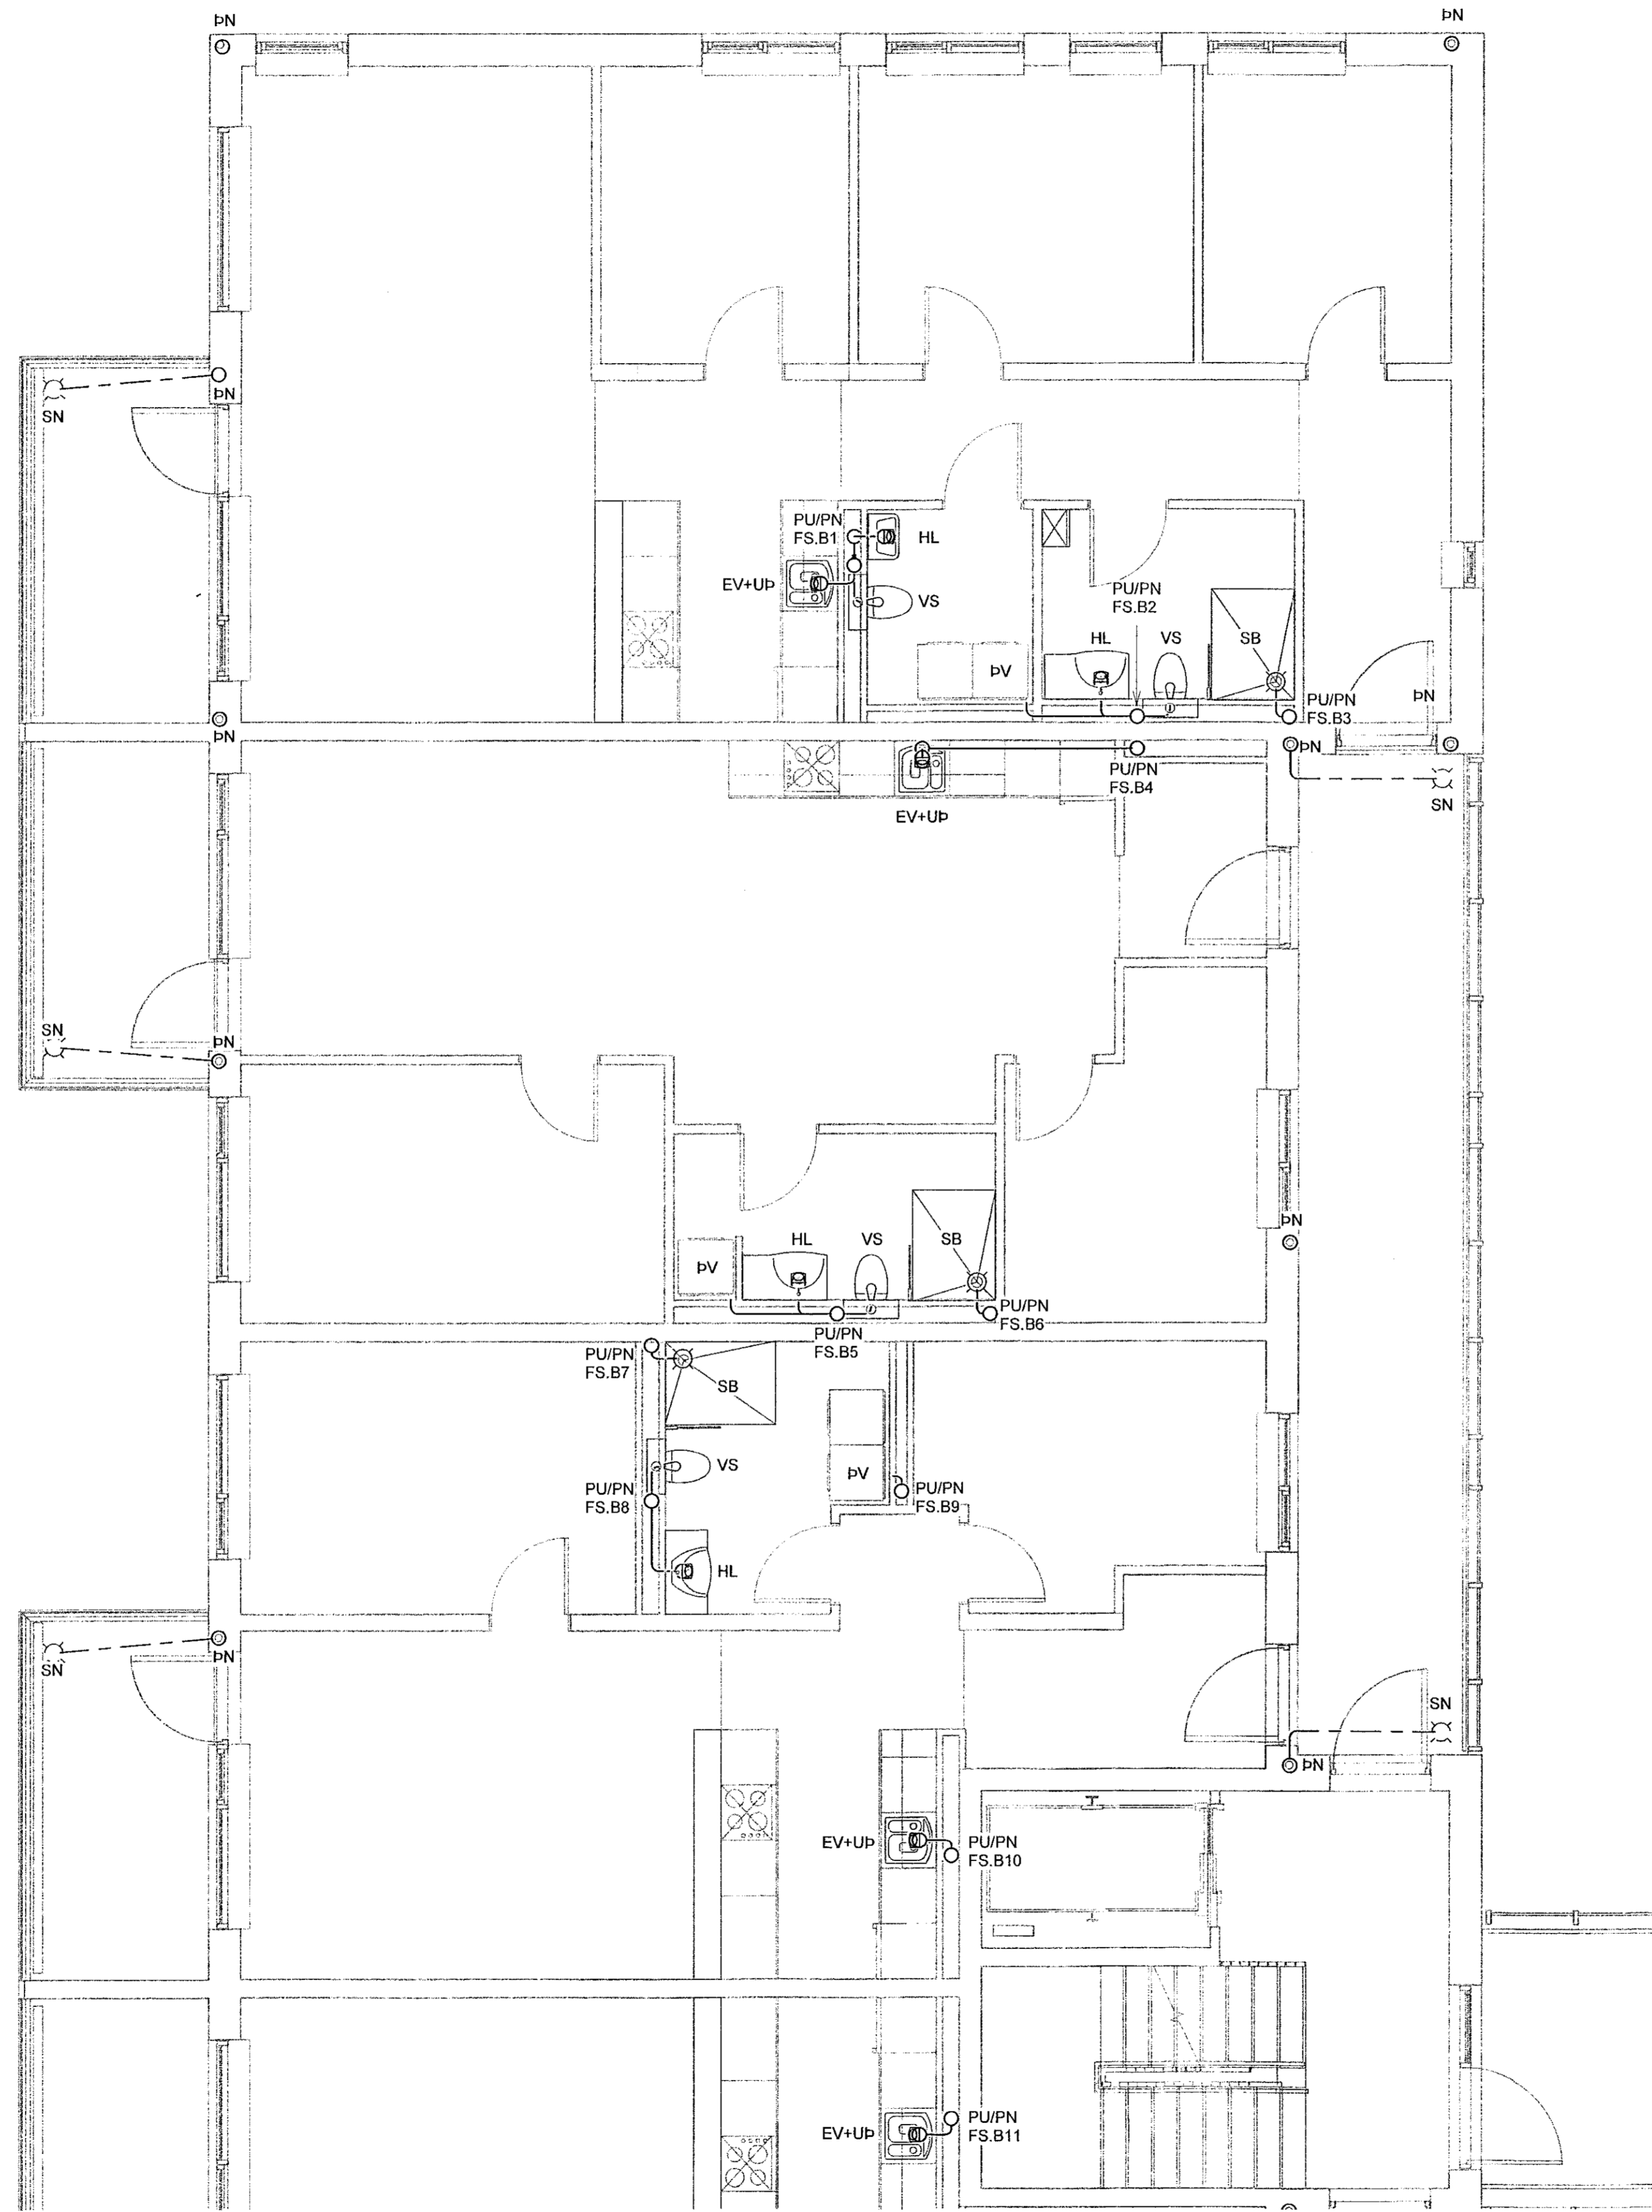 ÞN
ÞN
ÞN
SN
PU/PN
FS.B1
HL
EV+UÞ
VS
PU/PN
FS.B2
HL
VS
SB
ÞV
PU/PN
FS.B3
ÞN
ÞN
ÞN
PU/PN
FS.B4
SN
EV+UÞ
SN
ÞN
ÞN
HL
VS
SB
ÞV
PU/PN
FS.B6
PU/PN
FS.B5
PU/PN
FS.B7
SB
VS
ÞV
PU/PN
FS.B8
PU/PN
FS.B9
HL
SN
ÞN
SN
ÞN
EV+UÞ
PU/PN
FS.B10
EV+UÞ
PU/PN
FS.B11